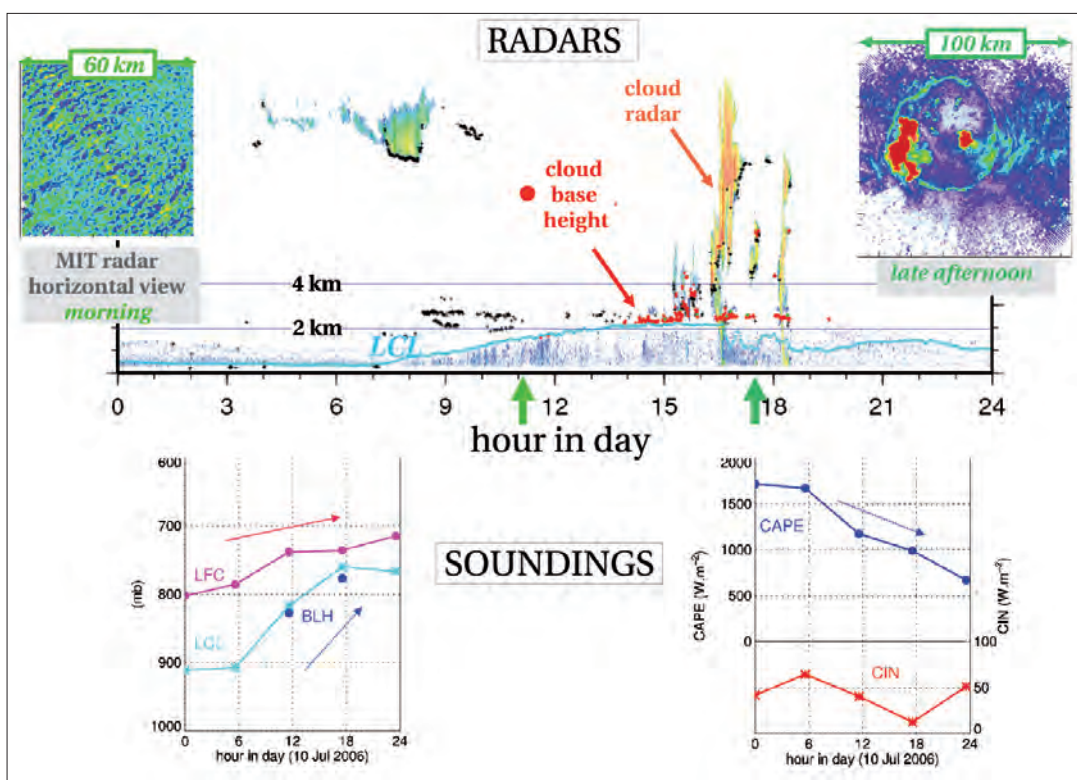 RADARS
60 km
100 km
cloud
radar
cloud
base
height
MIT radar
horizontal view
morning
late afternoon
4 km
2 km
LCL
0 3 6 9 12 15 18 21 24
hour in day
SOUNDINGS
600
700
800
900
1000
(mb)
LFC
LCL
BLH
0 6 12 18 24
hour in day (10 Jul 2006)
2000
1500
1000
500
0
CAPE (W.m⁻²)
CAPE
CIN
100
50
0
CIN (W.m⁻²)
0 6 12 18 24
hour in day (10 Jul 2006)